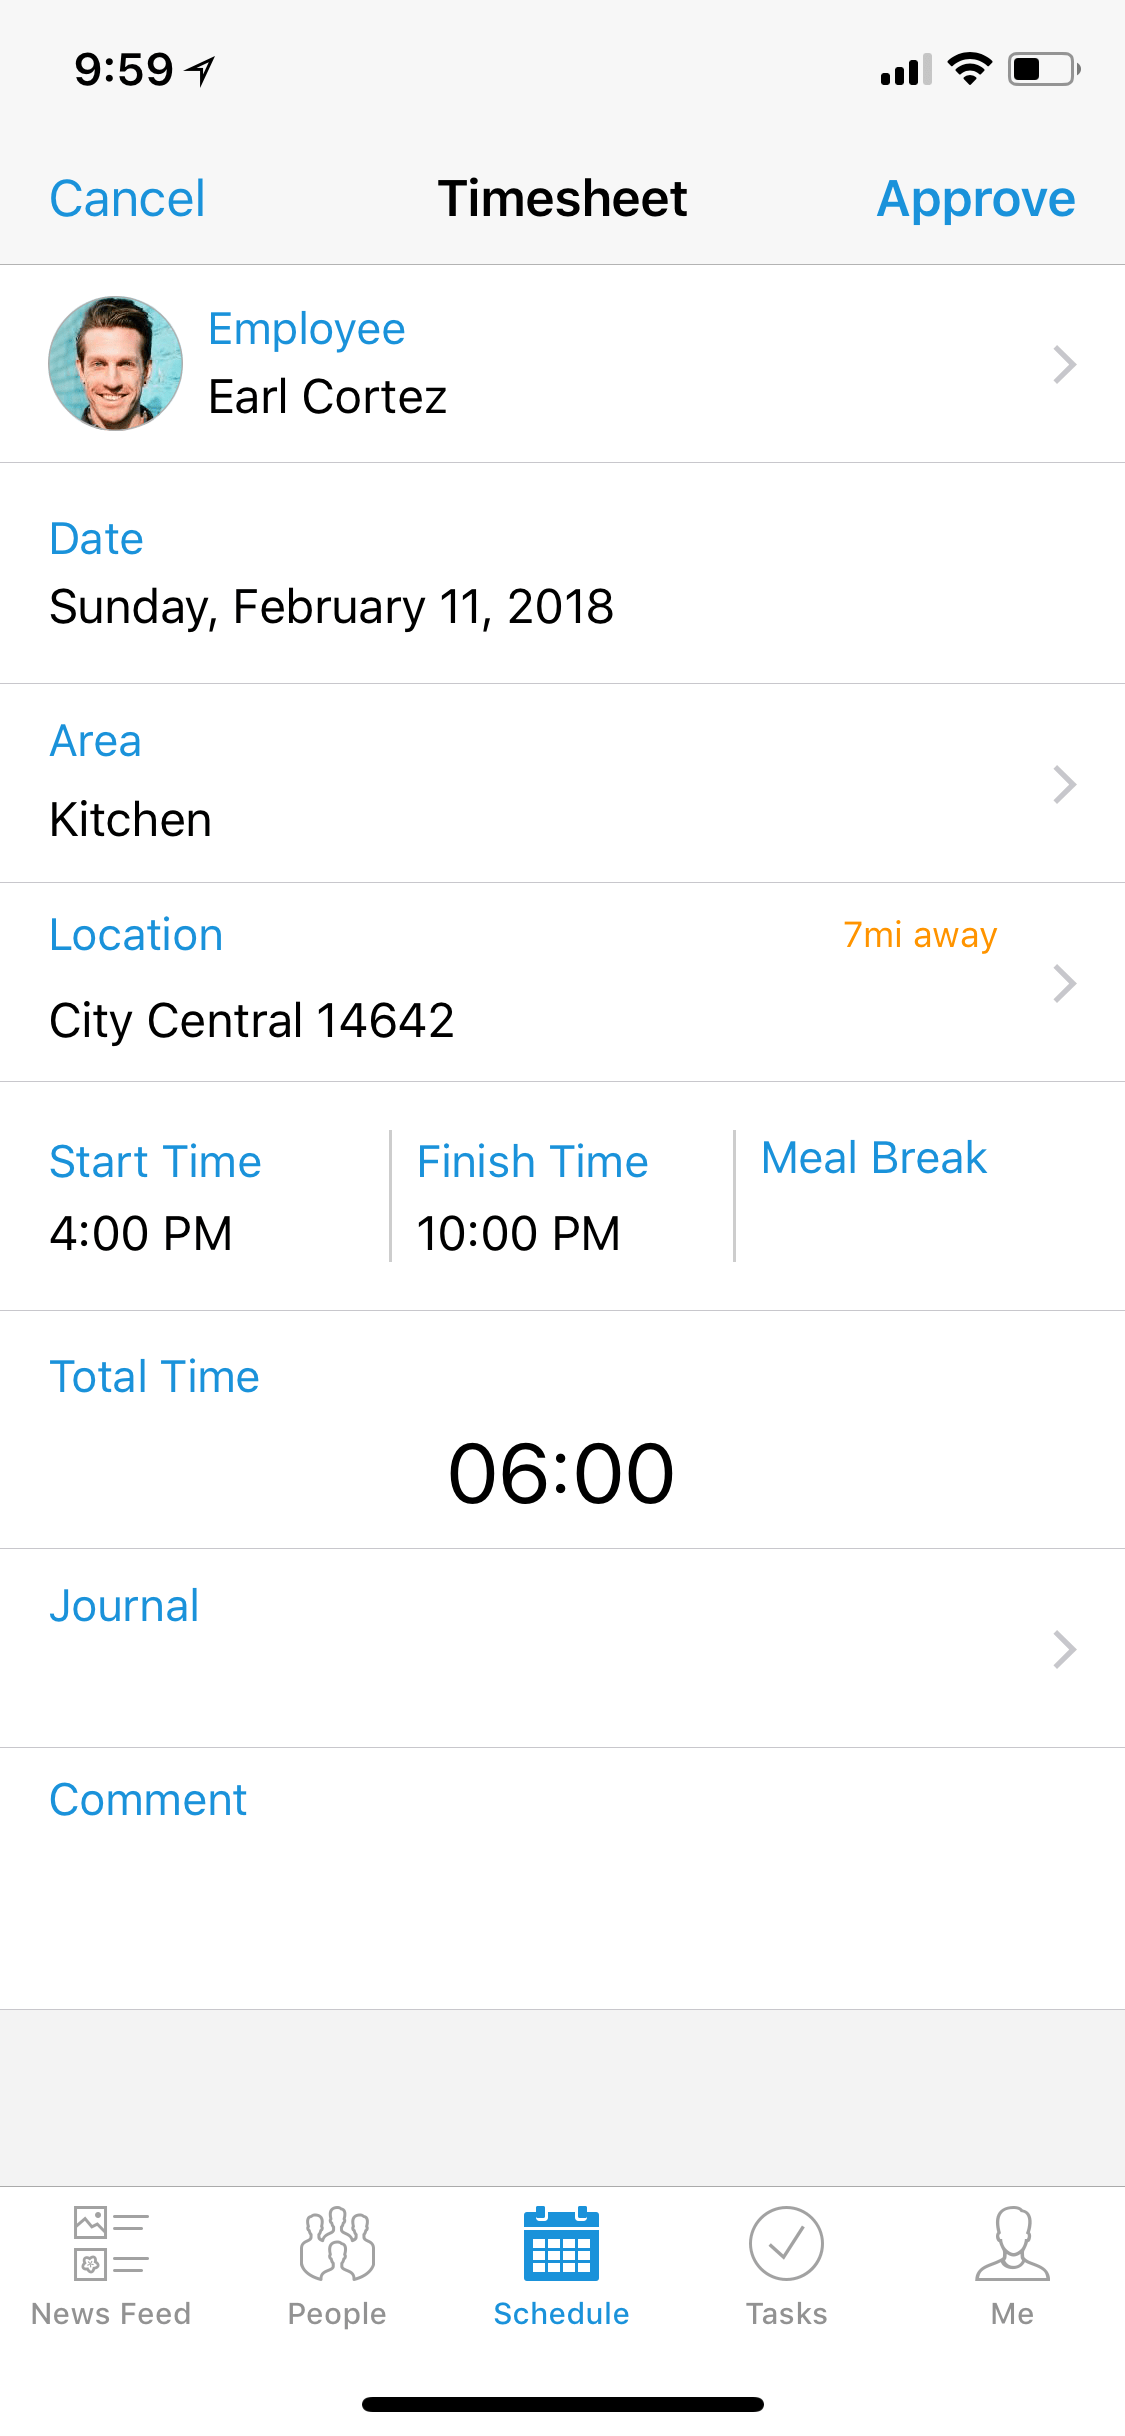 9:59
Cancel Timesheet Approve
Employee
Earl Cortez
Date
Sunday, February 11, 2018
Area
Kitchen
Location 7mi away
City Central 14642
Start Time Finish Time Meal Break
4:00 PM 10:00 PM
Total Time
06:00
Journal
Comment
News Feed People Schedule Tasks Me